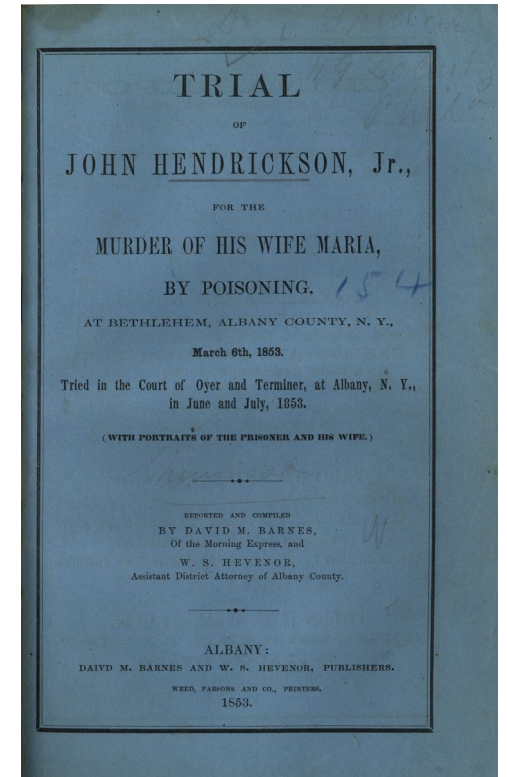 TRIAL
OF
JOHN HENDRICKSON, Jr.,
FOR THE
MURDER OF HIS WIFE MARIA,
BY POISONING,
154
AT BETHLEHEM, ALBANY COUNTY, N. Y.,
March 6th, 1853.
Tried in the Court of Oyer and Terminer, at Albany, N. Y.,
in June and July, 1853.
(WITH PORTRAITS OF THE PRISONER AND HIS WIFE.)
REPORTED AND COMPILED
BY DAVID M. BARNES,
Of the Morning Express, and
W. S. HEVENOR,
Assistant District Attorney of Albany County.
ALBANY:
DAIVD M. BARNES AND W. S. HEVENOR, PUBLISHERS.
WEED, PARSONS AND CO., PRINTERS.
1853.